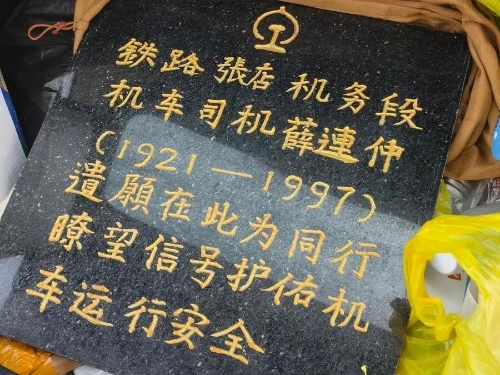 鉄路張店机务段
机车司机薛連仲
（1921—1997）
遺願在此为同行
瞭望信号护佑机
车运行安全